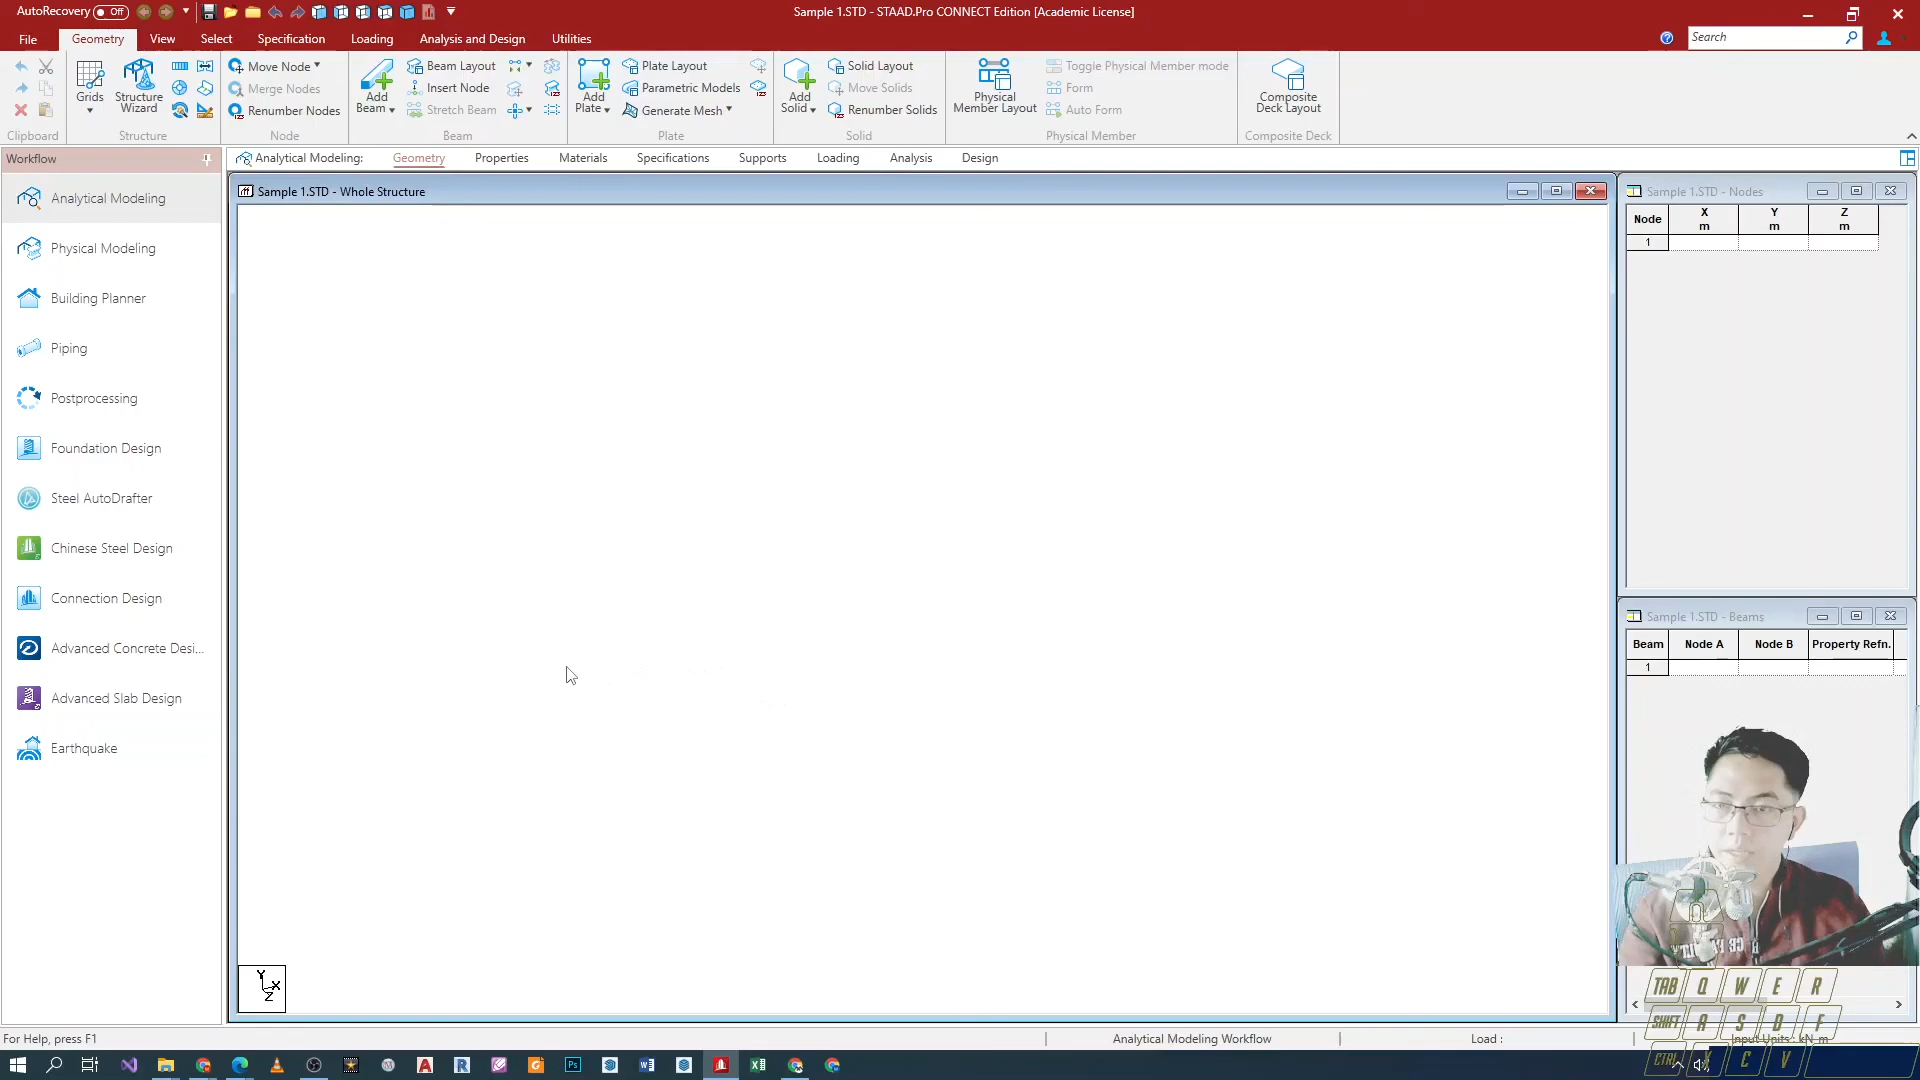 AutoRecovery Off
Sample 1.STD - STAAD.Pro CONNECT Edition [Academic License]
File
Geometry
View
Select
Specification
Loading
Analysis and Design
Utilities
Search
Grids
Structure Wizard
Move Node
Merge Nodes
Renumber Nodes
Add Beam
Beam Layout
Insert Node
Stretch Beam
Add Plate
Plate Layout
Parametric Models
Generate Mesh
Add Solid
Solid Layout
Move Solids
Renumber Solids
Physical Member Layout
Toggle Physical Member mode
Form
Auto Form
Composite Deck Layout
Clipboard
Structure
Node
Beam
Plate
Solid
Physical Member
Composite Deck
Workflow
Analytical Modeling:
Geometry
Properties
Materials
Specifications
Supports
Loading
Analysis
Design
Analytical Modeling
Physical Modeling
Building Planner
Piping
Postprocessing
Foundation Design
Steel AutoDrafter
Chinese Steel Design
Connection Design
Advanced Concrete Desi...
Advanced Slab Design
Earthquake
Sample 1.STD - Whole Structure
Y
X
Z
Sample 1.STD - Nodes
Node X m Y m Z m
1
Sample 1.STD - Beams
Beam Node A Node B Property Refn.
1
TAB Q W E R
SHIFT A S D F
CTRL X C V
For Help, press F1
Analytical Modeling Workflow
Load :
Input Units : kN_m